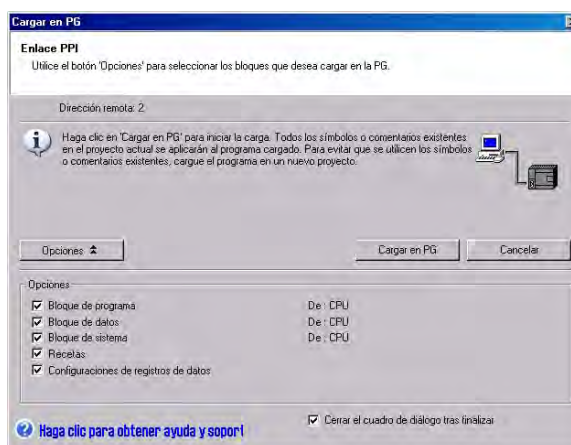 Cargar en PG
Enlace PPI
Utilice el botón 'Opciones' para seleccionar los bloques que desea cargar en la PG.
Dirección remota: 2
Haga clic en 'Cargar en PG' para iniciar la carga. Todos los símbolos o comentarios existentes
en el proyecto actual se aplicarán al programa cargado. Para evitar que se utilicen los símbolos
o comentarios existentes, cargue el programa en un nuevo proyecto.
Opciones
Cargar en PG
Cancelar
Opciones
Bloque de programa De : CPU
Bloque de datos De : CPU
Bloque de sistema De : CPU
Recetas
Configuraciones de registros de datos
Haga clic para obtener ayuda y soport
Cerrar el cuadro de diálogo tras finalizar